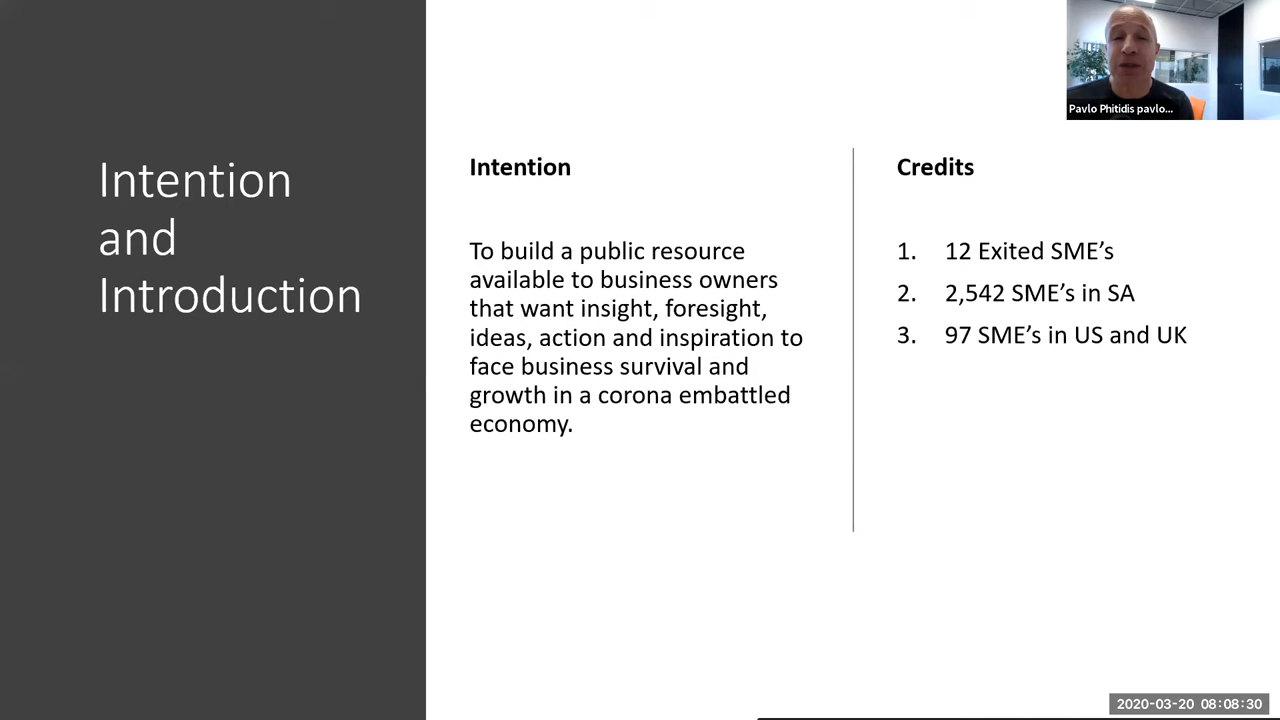 Intention
and
Introduction
Intention
To build a public resource
available to business owners
that want insight, foresight,
ideas, action and inspiration to
face business survival and
growth in a corona embattled
economy.
Credits
1. 12 Exited SME’s
2. 2,542 SME’s in SA
3. 97 SME’s in US and UK
Pavlo Phitidis pavlo...
2020-03-20 08:08:30